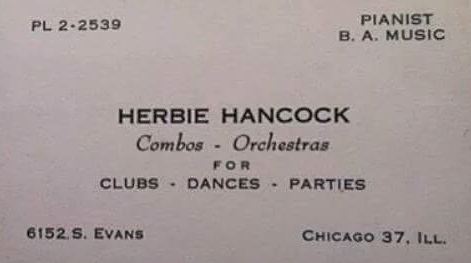 PL 2-2539
PIANIST
B. A. MUSIC
HERBIE HANCOCK
Combos - Orchestras
FOR
CLUBS - DANCES - PARTIES
6152 S. EVANS
CHICAGO 37, ILL.